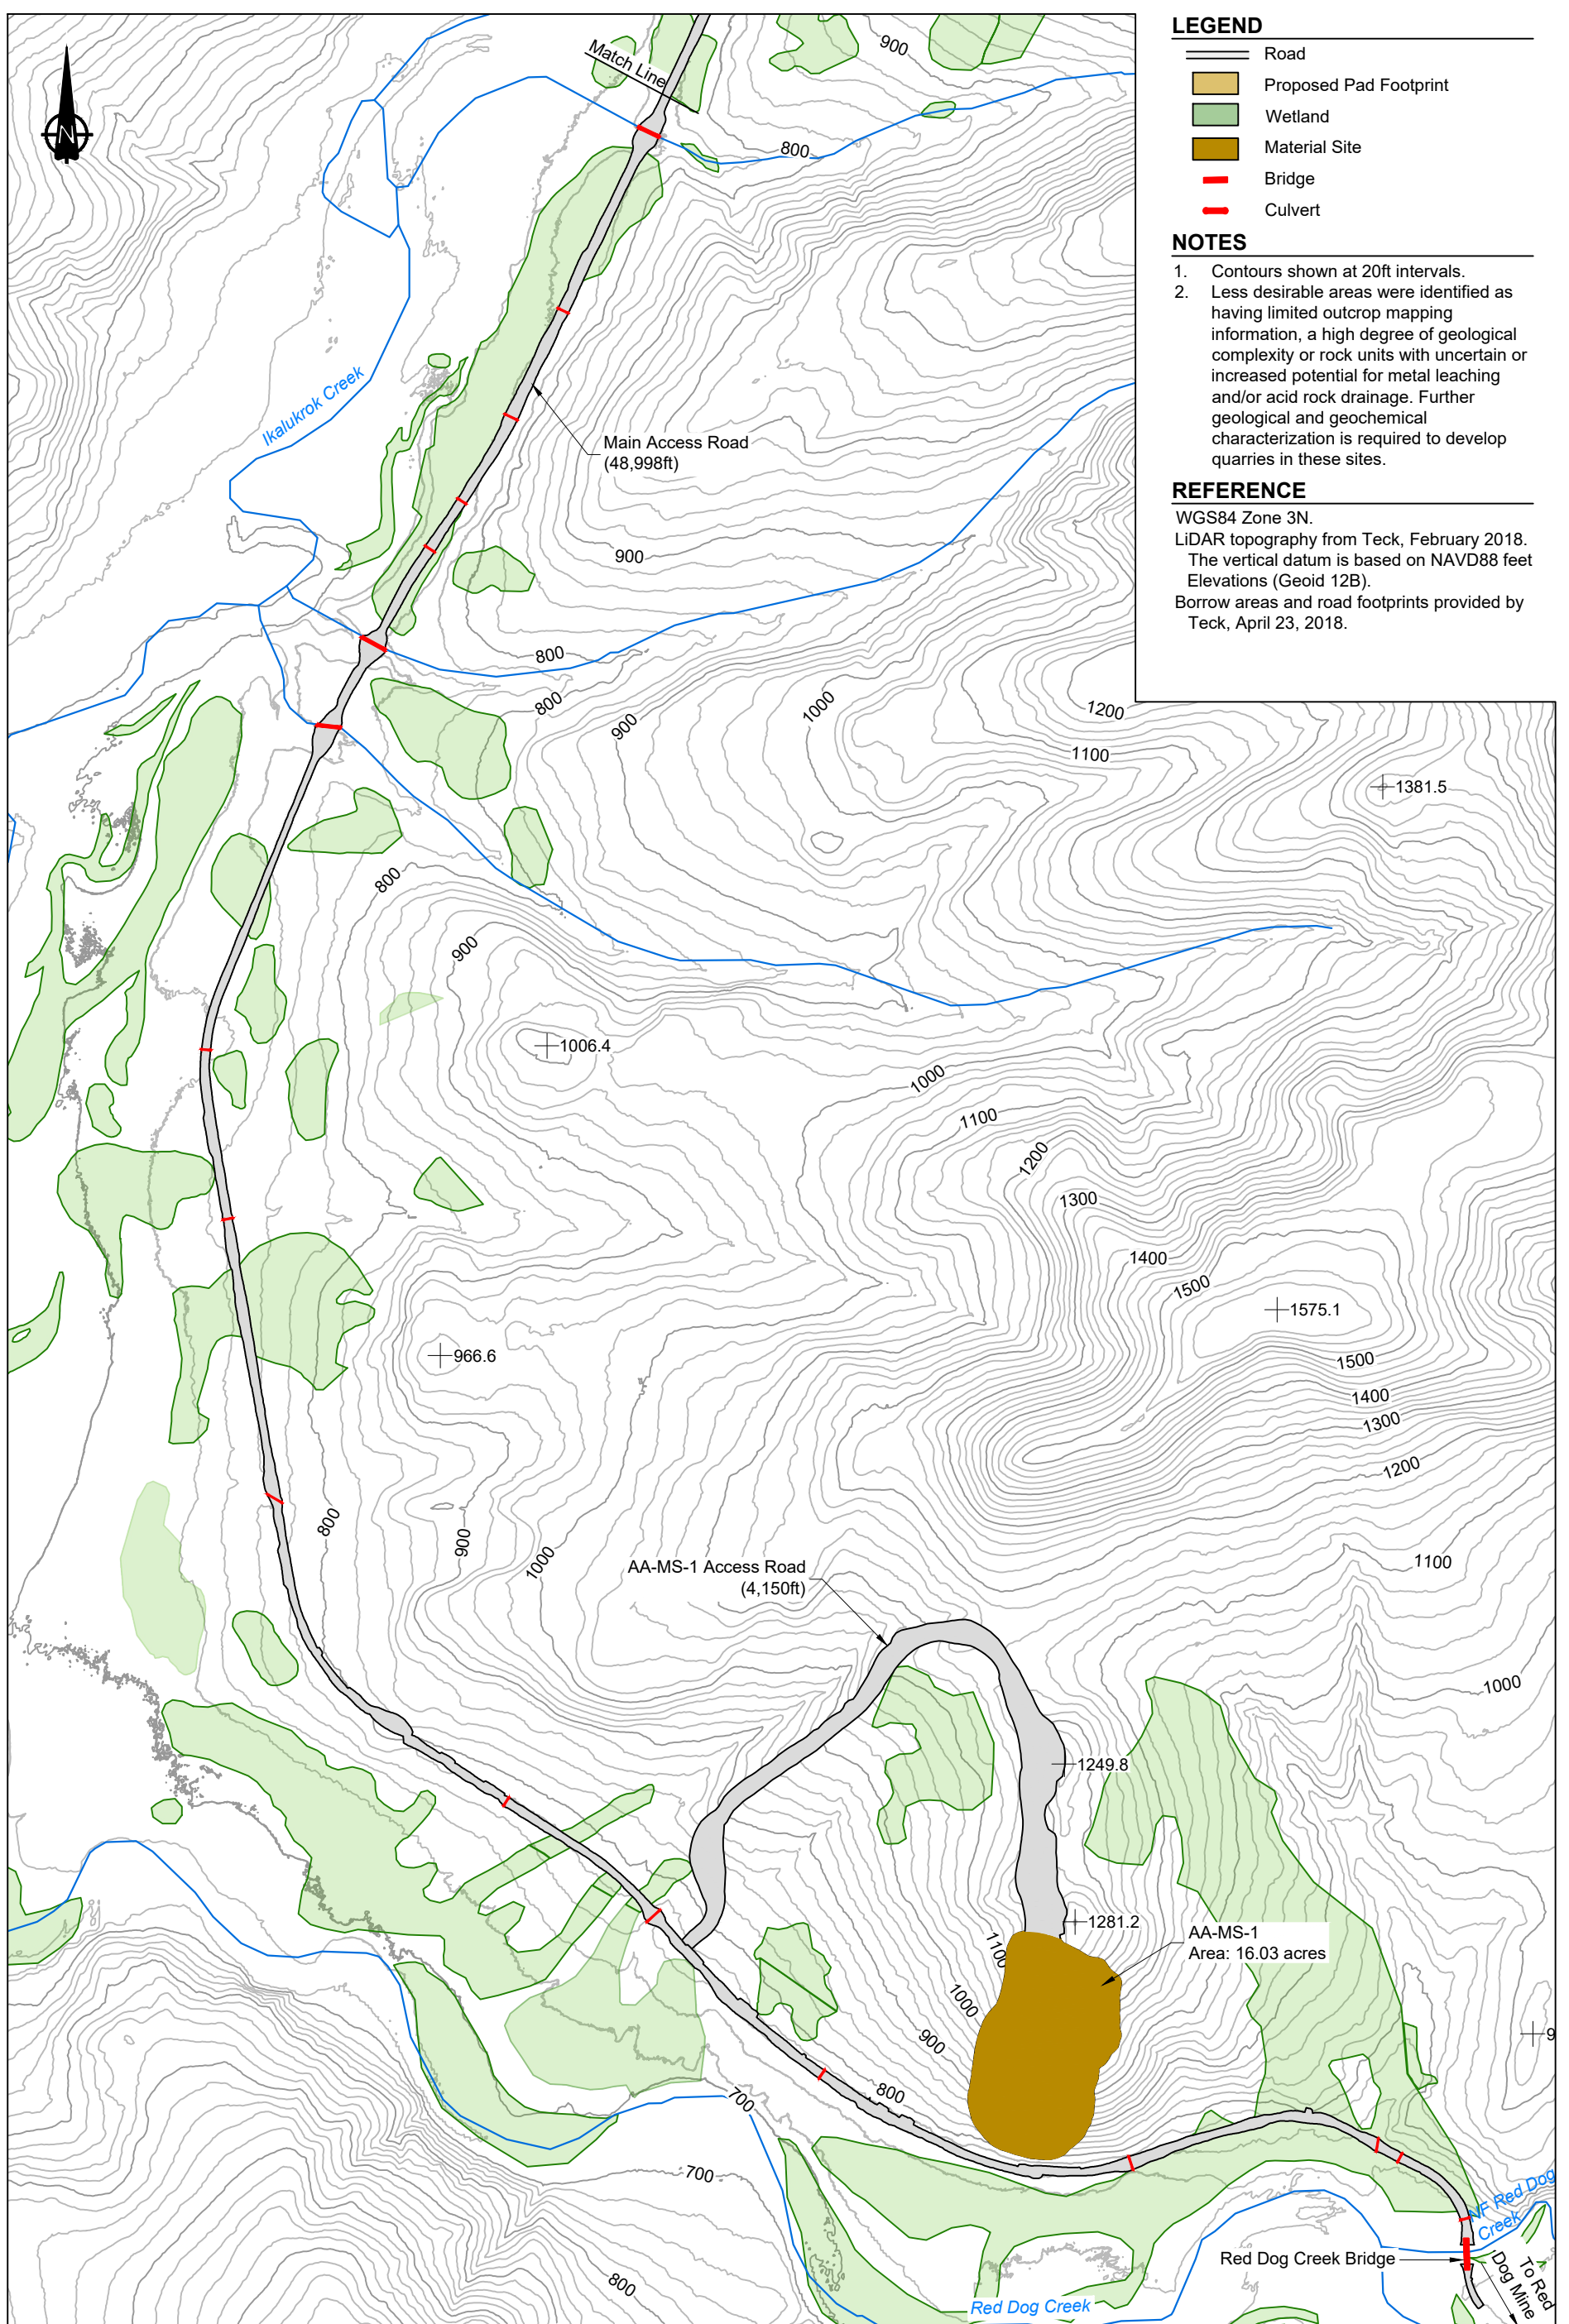 LEGEND
Road
Proposed Pad Footprint
Wetland
Material Site
Bridge
Culvert
NOTES
1. Contours shown at 20ft intervals.
2. Less desirable areas were identified as
having limited outcrop mapping
information, a high degree of geological
complexity or rock units with uncertain or
increased potential for metal leaching
and/or acid rock drainage. Further
geological and geochemical
characterization is required to develop
quarries in these sites.
REFERENCE
WGS84 Zone 3N.
LiDAR topography from Teck, February 2018.
The vertical datum is based on NAVD88 feet
Elevations (Geoid 12B).
Borrow areas and road footprints provided by
Teck, April 23, 2018.
N
Match Line
900
800
Ikalukrok Creek
Main Access Road
(48,998ft)
900
800
800
900
1000
1200
1100
1381.5
800
900
1006.4
1000
1100
1200
1300
1400
1500
1575.1
966.6
1500
1400
1300
1200
800
900
1000
1100
AA-MS-1 Access Road
(4,150ft)
1000
1249.8
1281.2
AA-MS-1
Area: 16.03 acres
1100
1000
900
9
800
700
700
800
NF Red Dog
Creek
Red Dog Creek Bridge
To Red
Dog Mine
Red Dog Creek